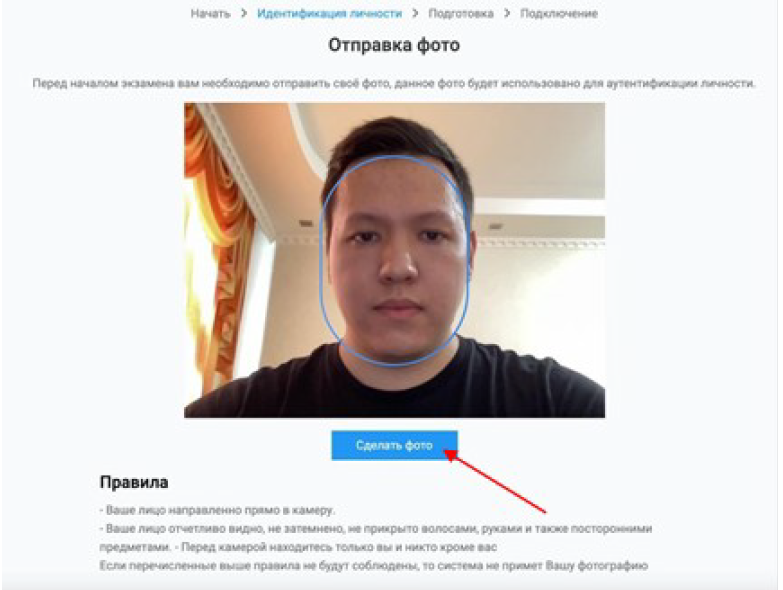 Начать > Идентификация личности > Подготовка > Подключение
Отправка фото
Перед началом экзамена вам необходимо отправить своё фото, данное фото будет использовано для аутентификации личности.
Сделать фото
Правила
- Ваше лицо направленно прямо в камеру.
- Ваше лицо отчетливо видно, не затемнено, не прикрыто волосами, руками и также посторонними
предметами. - Перед камерой находитесь только вы и никто кроме вас
Если перечисленные выше правила не будут соблюдены, то система не примет Вашу фотографию